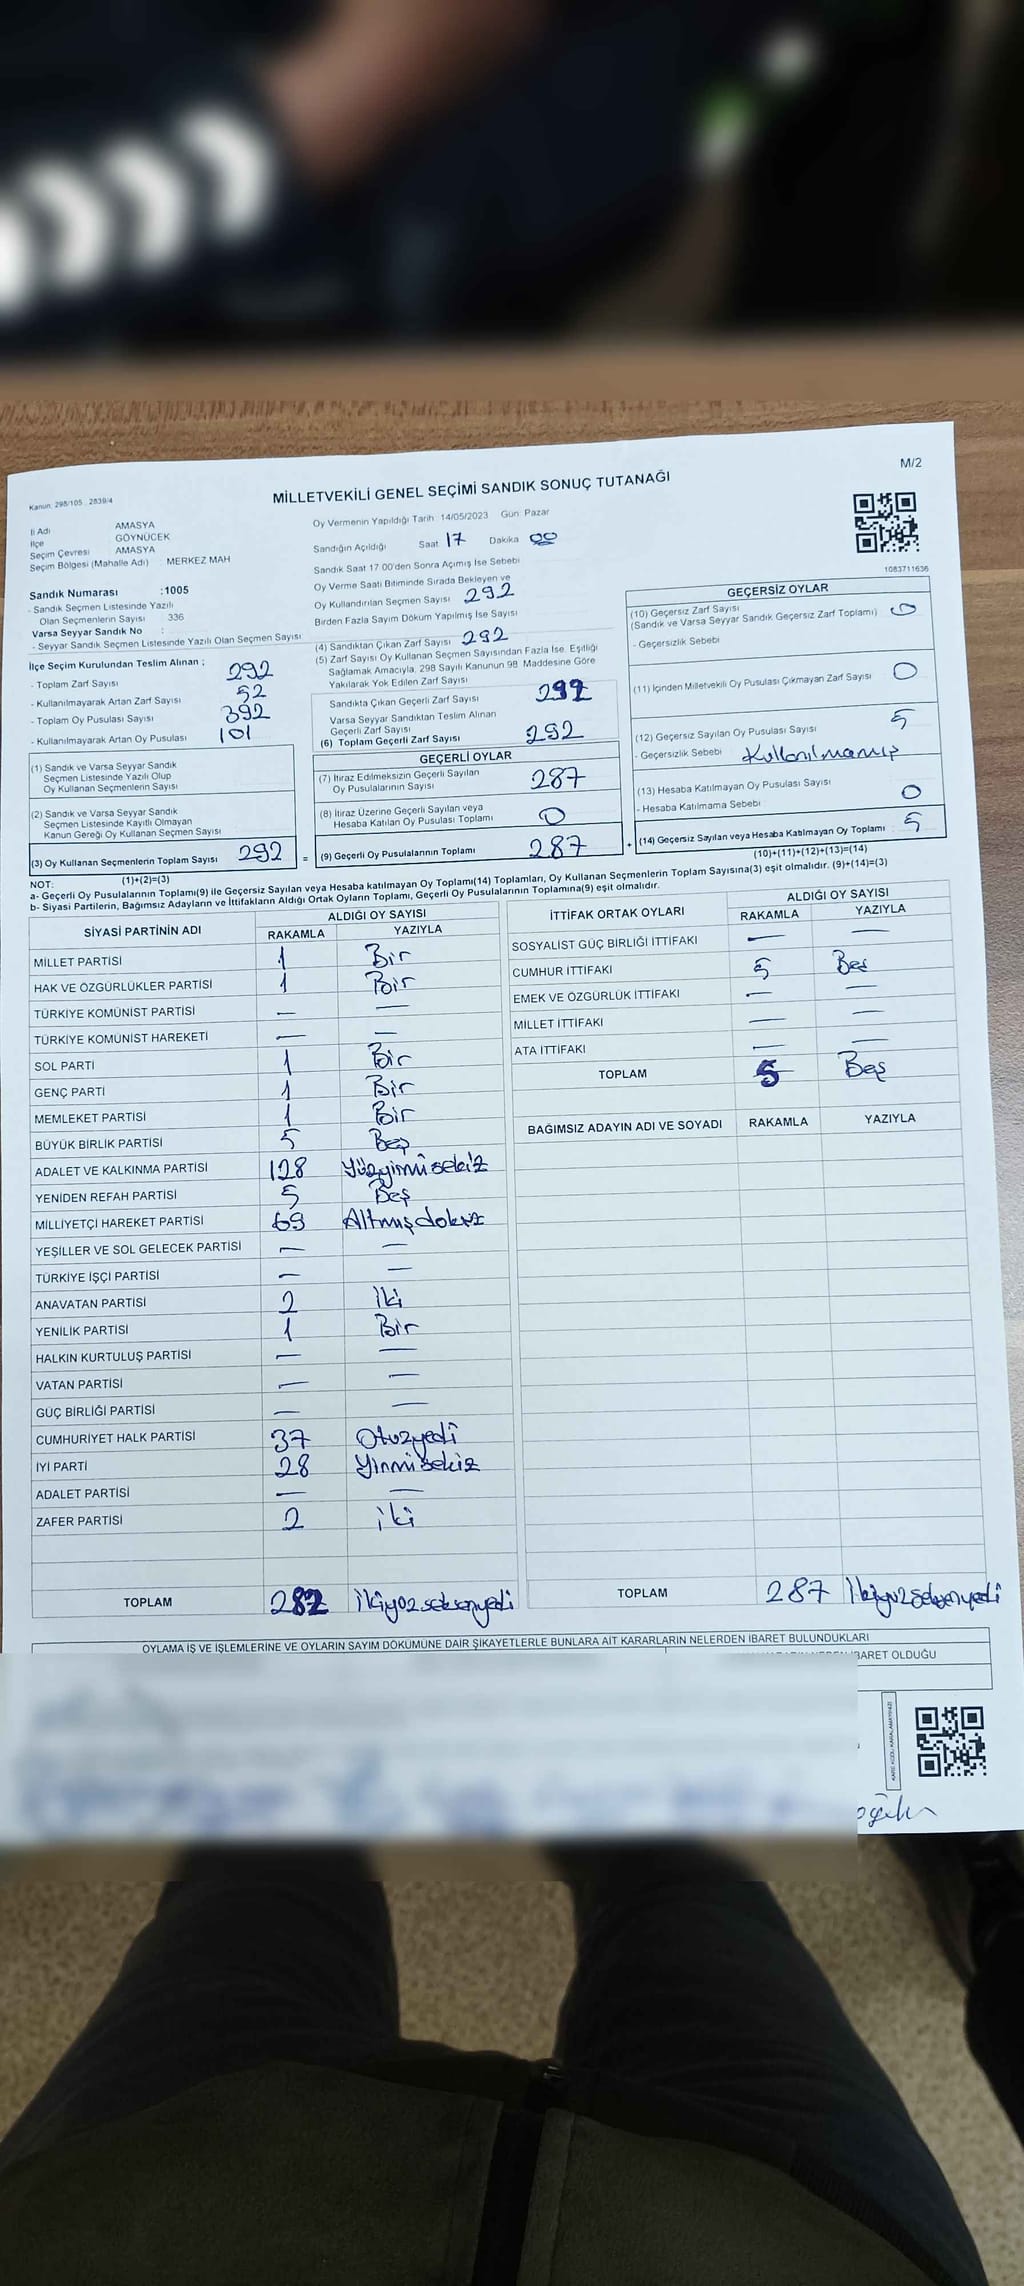 M/2
Kanun: 298/105 , 2839/4
MİLLETVEKİLİ GENEL SEÇİMİ SANDIK SONUÇ TUTANAĞI
İl Adı AMASYA
İlçe GÖYNÜCEK
Seçim Çevresi AMASYA
Seçim Bölgesi (Mahalle Adı) : MERKEZ MAH
Sandık Numarası :1005
- Sandık Seçmen Listesinde Yazılı
Olan Seçmenlerin Sayısı : 336
Varsa Seyyar Sandık No :
- Seyyar Sandık Seçmen Listesinde Yazılı Olan Seçmen Sayısı :
İlçe Seçim Kurulundan Teslim Alınan ;
- Toplam Zarf Sayısı 292
- Kullanılmayarak Artan Zarf Sayısı 52
- Toplam Oy Pusulası Sayısı 392
- Kullanılmayarak Artan Oy Pusulası 101
(1) Sandık ve Varsa Seyyar Sandık
Seçmen Listesinde Yazılı Olup
Oy Kullanan Seçmenlerin Sayısı
(2) Sandık ve Varsa Seyyar Sandık
Seçmen Listesinde Kayıtlı Olmayan
Kanun Gereği Oy Kullanan Seçmen Sayısı
(3) Oy Kullanan Seçmenlerin Toplam Sayısı 292
(1)+(2)=(3)
Oy Vermenin Yapıldığı Tarih: 14/05/2023 Gün: Pazar
Sandığın Açıldığı Saat 17 Dakika 00
Sandık Saat 17:00'den Sonra Açımış İse Sebebi
Oy Verme Saati Bitiminde Sırada Bekleyen ve
Oy Kullandırılan Seçmen Sayısı 292
Birden Fazla Sayım Döküm Yapılmış İse Sayısı
(4) Sandıktan Çıkan Zarf Sayısı 292
(5) Zarf Sayısı Oy Kullanan Seçmen Sayısından Fazla İse, Eşitliği
Sağlamak Amacıyla, 298 Sayılı Kanunun 98. Maddesine Göre
Yakılarak Yok Edilen Zarf Sayısı
Sandıkta Çıkan Geçerli Zarf Sayısı 292
Varsa Seyyar Sandıktan Teslim Alınan
Geçerli Zarf Sayısı
(6) Toplam Geçerli Zarf Sayısı 292
GEÇERLİ OYLAR
(7) İtiraz Edilmeksizin Geçerli Sayılan
Oy Pusulalarının Sayısı 287
(8) İtiraz Üzerine Geçerli Sayılan veya
Hesaba Katılan Oy Pusulası Toplamı 0
= (9) Geçerli Oy Pusulalarının Toplamı 287
1083711636
GEÇERSİZ OYLAR
(10) Geçersiz Zarf Sayısı
(Sandık ve Varsa Seyyar Sandık Geçersiz Zarf Toplamı) 0
- Geçersizlik Sebebi
(11) İçinden Milletvekili Oy Pusulası Çıkmayan Zarf Sayısı 0
(12) Geçersiz Sayılan Oy Pusulası Sayısı 5
- Geçersizlik Sebebi Kullanılmamış
(13) Hesaba Katılmayan Oy Pusulası Sayısı 0
- Hesaba Katılmama Sebebi
+ (14) Geçersiz Sayılan veya Hesaba Katılmayan Oy Toplamı 5
(10)+(11)+(12)+(13)=(14)
NOT:
a- Geçerli Oy Pusulasının Toplamı(9) ile Geçersiz Sayılan veya Hesaba katılmayan Oy Toplamı(14) Toplamları, Oy Kullanan Seçmenlerin Toplam Sayısına(3) eşit olmalıdır. (9)+(14)=(3)
b- Siyasi Partilerin, Bağımsız Adayların ve İttifakların Aldığı Ortak Oyların Toplamı, Geçerli Oy Pusulalarının Toplamına(9) eşit olmalıdır.
SİYASİ PARTİNİN ADI ALDIĞI OY SAYISI
RAKAMLA YAZIYLA
MİLLET PARTİSİ 1 Bir
HAK VE ÖZGÜRLÜKLER PARTİSİ 1 Bir
TÜRKİYE KOMÜNİST PARTİSİ — —
TÜRKİYE KOMÜNİST HAREKETİ — —
SOL PARTİ 1 Bir
GENÇ PARTİ 1 Bir
MEMLEKET PARTİSİ 1 Bir
BÜYÜK BİRLİK PARTİSİ 5 Beş
ADALET VE KALKINMA PARTİSİ 128 Yüzyirmisekiz
YENİDEN REFAH PARTİSİ 5 Beş
MİLLİYETÇİ HAREKET PARTİSİ 69 Altmışdokuz
YEŞİLLER VE SOL GELECEK PARTİSİ — —
TÜRKİYE İŞÇİ PARTİSİ — —
ANAVATAN PARTİSİ 2 İki
YENİLİK PARTİSİ 1 Bir
HALKIN KURTULUŞ PARTİSİ — —
VATAN PARTİSİ — —
GÜÇ BİRLİĞİ PARTİSİ — —
CUMHURİYET HALK PARTİSİ 37 Otuzyedi
İYİ PARTİ 28 Yirmisekiz
ADALET PARTİSİ — —
ZAFER PARTİSİ 2 iki
TOPLAM 287 İkiyüzseksenyedi
İTTİFAK ORTAK OYLARI ALDIĞI OY SAYISI
RAKAMLA YAZIYLA
SOSYALİST GÜÇ BİRLİĞİ İTTİFAKI — —
CUMHUR İTTİFAKI 5 Beş
EMEK VE ÖZGÜRLÜK İTTİFAKI — —
MİLLET İTTİFAKI — —
ATA İTTİFAKI — —
TOPLAM 5 Beş
BAĞIMSIZ ADAYIN ADI VE SOYADI RAKAMLA YAZIYLA
TOPLAM 287 İkiyüzseksenyedi
OYLAMA İŞ VE İŞLEMLERİNE VE OYLARIN SAYIM DÖKÜMÜNE DAİR ŞİKAYETLERLE BUNLARA AİT KARARLARIN NELERDEN İBARET BULUNDUKLARI
İBARET OLDUĞU
KARE KODU KARALAMAYINIZ